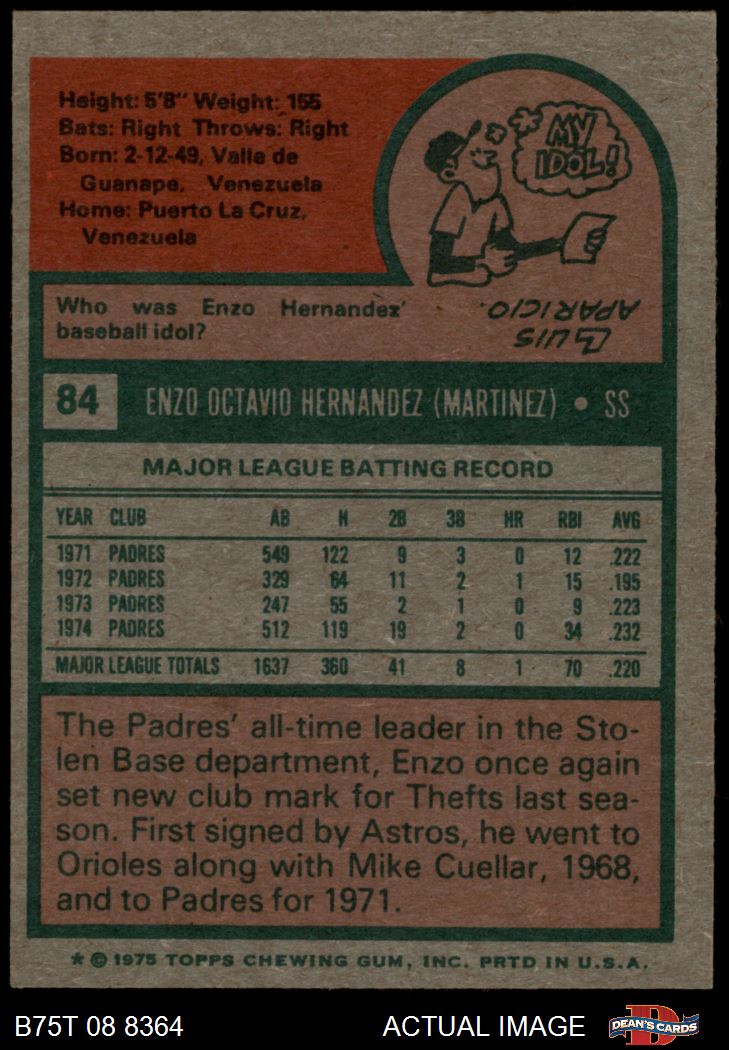 Height: 5'8" Weight: 155
Bats: Right Throws: Right
Born: 2-12-49, Valle de
Guanape, Venezuela
Home: Puerto La Cruz,
Venezuela
MY
IDOL!
Who was Enzo Hernandez'
baseball idol?
LUIS
APARICIO.
84 ENZO OCTAVIO HERNANDEZ (MARTINEZ) • SS
MAJOR LEAGUE BATTING RECORD
YEAR CLUB AB H 2B 3B HR RBI AVG
1971 PADRES 549 122 9 3 0 12 .222
1972 PADRES 329 64 11 2 1 15 .195
1973 PADRES 247 55 2 1 0 9 .223
1974 PADRES 512 119 19 2 0 34 .232
MAJOR LEAGUE TOTALS 1637 360 41 8 1 70 .220
The Padres' all-time leader in the Sto-
len Base department, Enzo once again
set new club mark for Thefts last sea-
son. First signed by Astros, he went to
Orioles along with Mike Cuellar, 1968,
and to Padres for 1971.
* © 1975 TOPPS CHEWING GUM, INC. PRTD IN U.S.A.
B75T 08 8364 ACTUAL IMAGE D DEAN'S CARDS